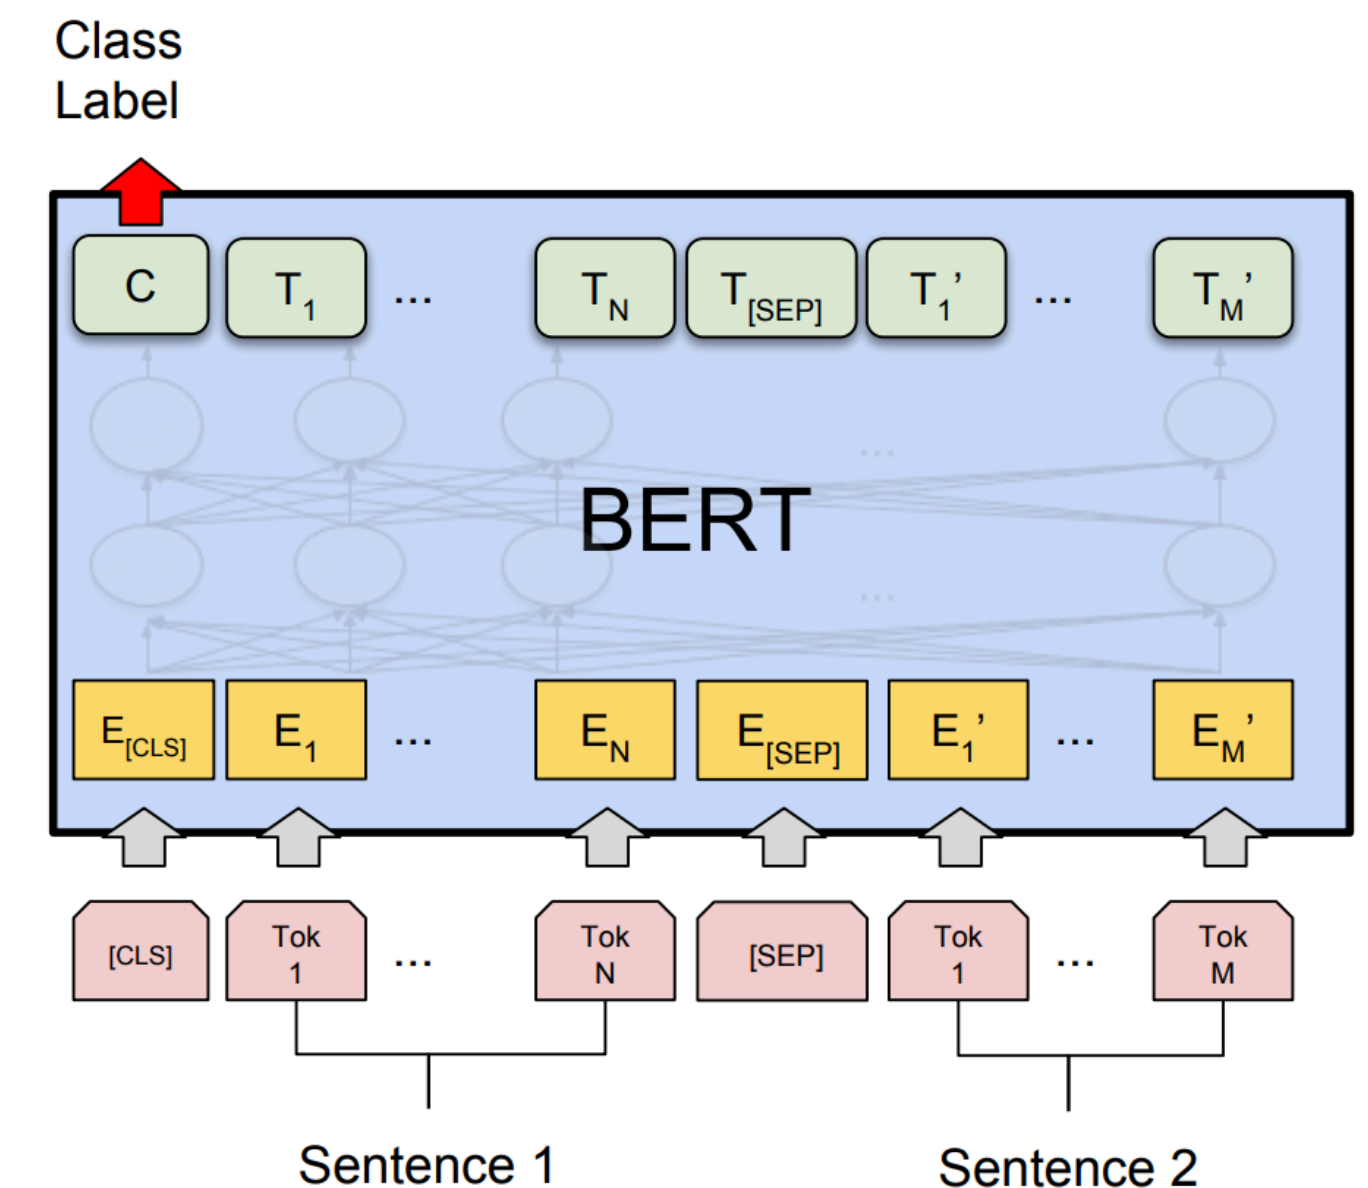 Class
Label
C T1 ... TN T[SEP] T1’ ... TM’
...
BERT
...
E[CLS] E1 ... EN E[SEP] E1’ ... EM’
[CLS] Tok 1 ... Tok N [SEP] Tok 1 ... Tok M
Sentence 1 Sentence 2